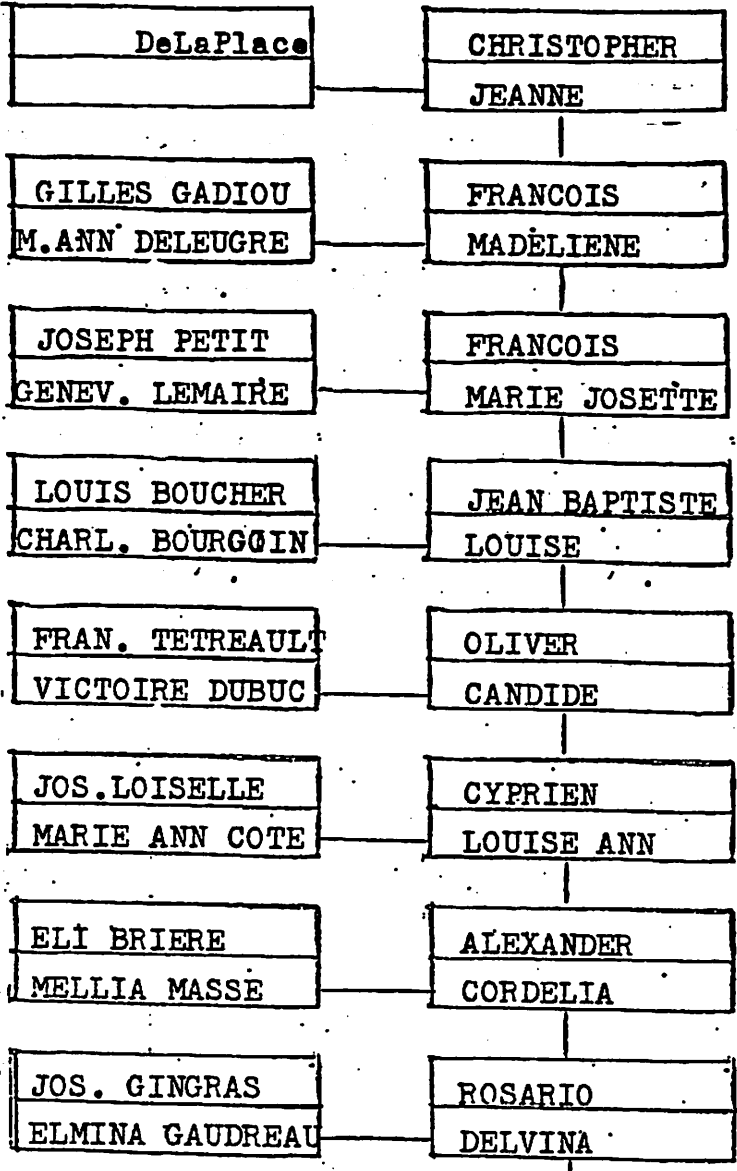 DeLaPlace
CHRISTOPHER
JEANNE
GILLES GADIOU
M.ANN DELEUGRE
FRANCOIS
MADELIENE
JOSEPH PETIT
GENEV. LEMAIRE
FRANCOIS
MARIE JOSETTE
LOUIS BOUCHER
CHARL. BOURGOIN
JEAN BAPTISTE
LOUISE
FRAN. TETREAULT
VICTOIRE DUBUC
OLIVER
CANDIDE
JOS.LOISELLE
MARIE ANN COTE
CYPRIEN
LOUISE ANN
ELI BRIERE
MELLIA MASSE
ALEXANDER
CORDELIA
JOS. GINGRAS
ELMINA GAUDREAU
ROSARIO
DELVINA